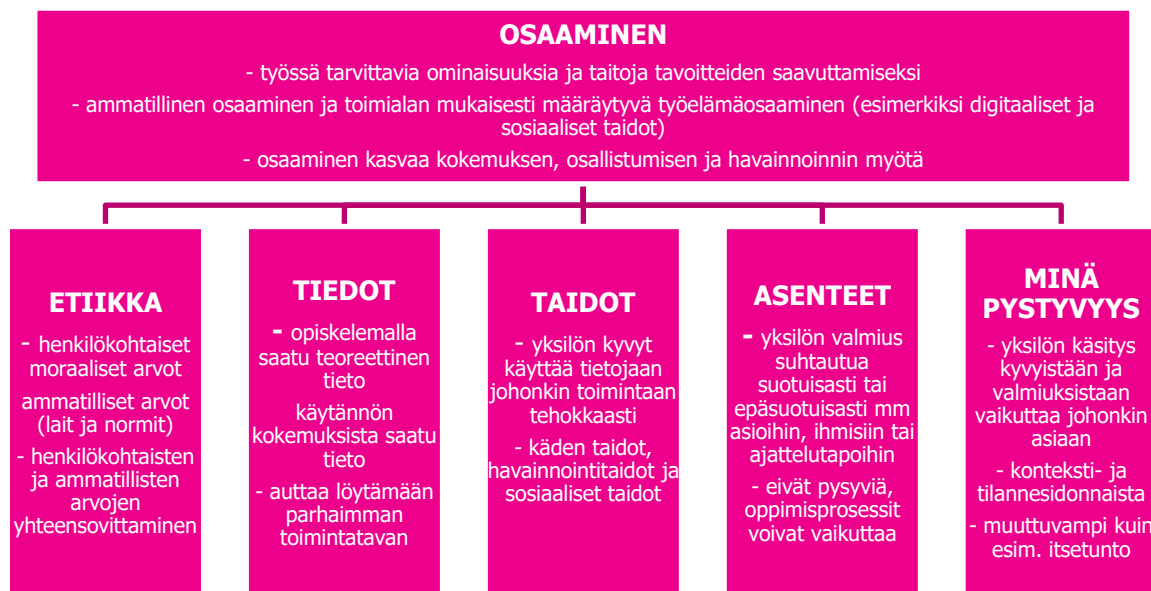 OSAAMINEN
- työssä tarvittavia ominaisuuksia ja taitoja tavoitteiden saavuttamiseksi
- ammatillinen osaaminen ja toimialan mukaisesti määräytyvä työelämäosaaminen (esimerkiksi digitaaliset ja
sosiaaliset taidot)
- osaaminen kasvaa kokemuksen, osallistumisen ja havainnoinnin myötä
ETIIKKA
- henkilökohtaiset
moraaliset arvot
ammatilliset arvot
(lait ja normit)
- henkilökohtaisten
ja ammatillisten
arvojen
yhteensovittaminen
TIEDOT
- opiskelemalla
saatu teoreettinen
tieto
käytännön
kokemuksista saatu
tieto
- auttaa löytämään
parhaimman
toimintatavan
TAIDOT
- yksilön kyvyt
käyttää tietojaan
johonkin toimintaan
tehokkaasti
- käden taidot,
havainnointitaidot ja
sosiaaliset taidot
ASENTEET
- yksilön valmius
suhtautua
suotuisasti tai
epäsuotuisasti mm
asioihin, ihmisiin tai
ajattelutapoihin
- eivät pysyviä,
oppimisprosessit
voivat vaikuttaa
MINÄ
PYSTYVYYS
- yksilön käsitys
kyvyistään ja
valmiuksistaan
vaikuttaa johonkin
asiaan
- konteksti- ja
tilannesidonnaista
- muuttuvampi kuin
esim. itsetunto